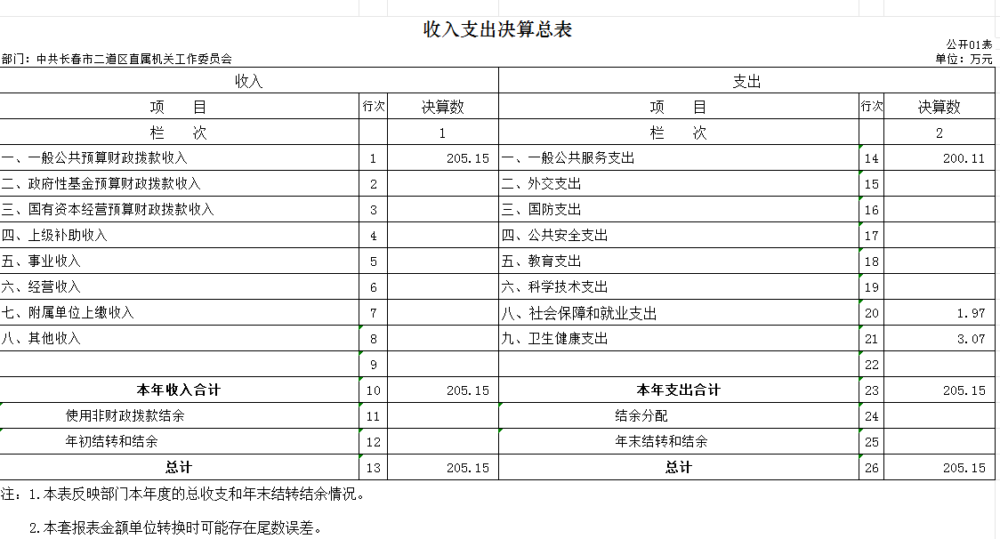 收入支出决算总表
公开01表
部门：中共长春市二道区直属机关工作委员会 单位：万元
收入 支出
项 目 行次 决算数 项 目 行次 决算数
栏 次 1 栏 次 2
一、一般公共预算财政拨款收入 1 205.15 一、一般公共服务支出 14 200.11
二、政府性基金预算财政拨款收入 2 二、外交支出 15
三、国有资本经营预算财政拨款收入 3 三、国防支出 16
四、上级补助收入 4 四、公共安全支出 17
五、事业收入 5 五、教育支出 18
六、经营收入 6 六、科学技术支出 19
七、附属单位上缴收入 7 八、社会保障和就业支出 20 1.97
八、其他收入 8 九、卫生健康支出 21 3.07
9 22
本年收入合计 10 205.15 本年支出合计 23 205.15
使用非财政拨款结余 11 结余分配 24
年初结转和结余 12 年末结转和结余 25
总计 13 205.15 总计 26 205.15
注：1.本表反映部门本年度的总收支和年末结转结余情况。
2.本套报表金额单位转换时可能存在尾数误差。